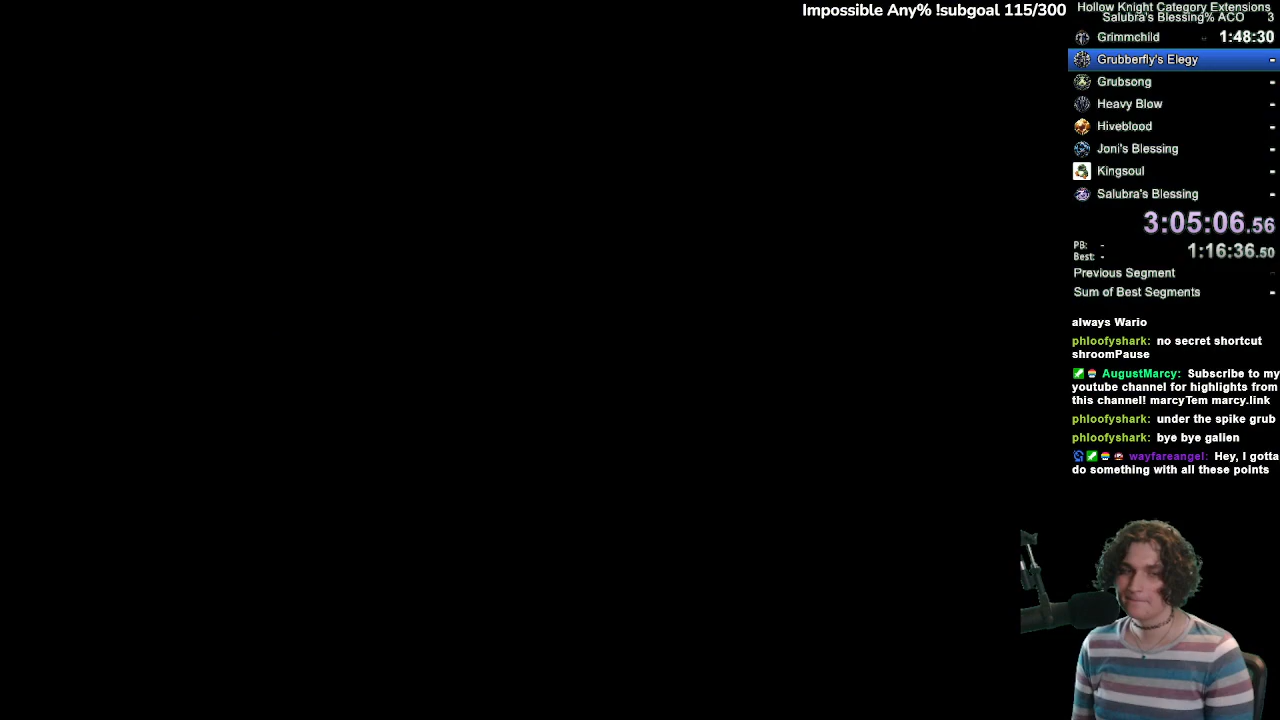 Impossible Any% !subgoal 115/300
Hollow Knight Category Extensions
Salubra's Blessing% ACO 3
Grimmchild - 1:48:30
Grubberfly's Elegy -
Grubsong -
Heavy Blow -
Hiveblood -
Joni's Blessing -
Kingsoul -
Salubra's Blessing -
3:05:06.56
PB: - 1:16:36.50
Best: -
Previous Segment -
Sum of Best Segments -
always Wario
phloofyshark: no secret shortcut
shroomPause
AugustMarcy: Subscribe to my
youtube channel for highlights from
this channel! marcyTem marcy.link
phloofyshark: under the spike grub
phloofyshark: bye bye galien
wayfareangel: Hey, I gotta
do something with all these points